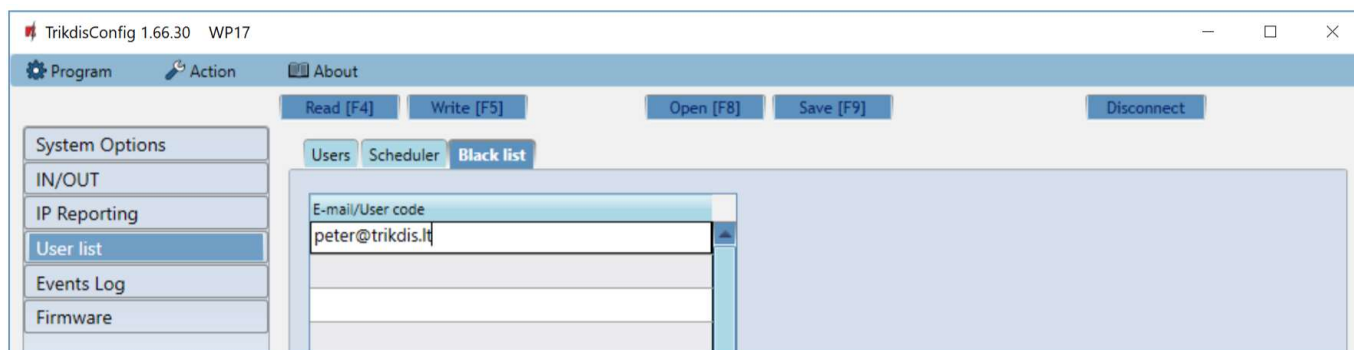 TrikdisConfig 1.66.30 WP17
Program Action About
Read [F4] Write [F5] Open [F8] Save [F9] Disconnect
System Options
IN/OUT
IP Reporting
User list
Events Log
Firmware
Users Scheduler Black list
E-mail/User code
peter@trikdis.lt